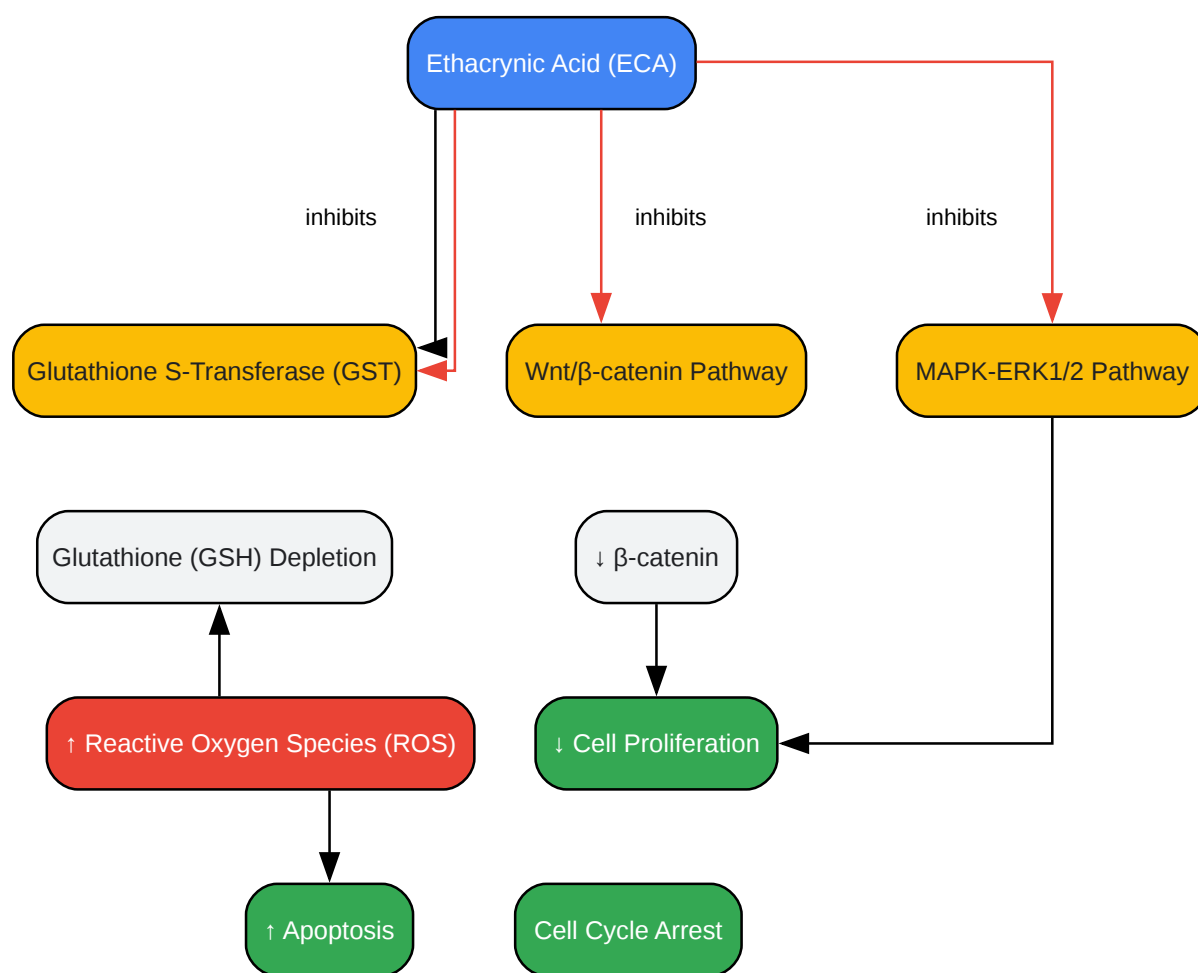 Ethacrynic Acid (ECA)
inhibits
inhibits
inhibits
Glutathione S-Transferase (GST)
Wnt/β-catenin Pathway
MAPK-ERK1/2 Pathway
Glutathione (GSH) Depletion
↓ β-catenin
↑ Reactive Oxygen Species (ROS)
↓ Cell Proliferation
↑ Apoptosis
Cell Cycle Arrest